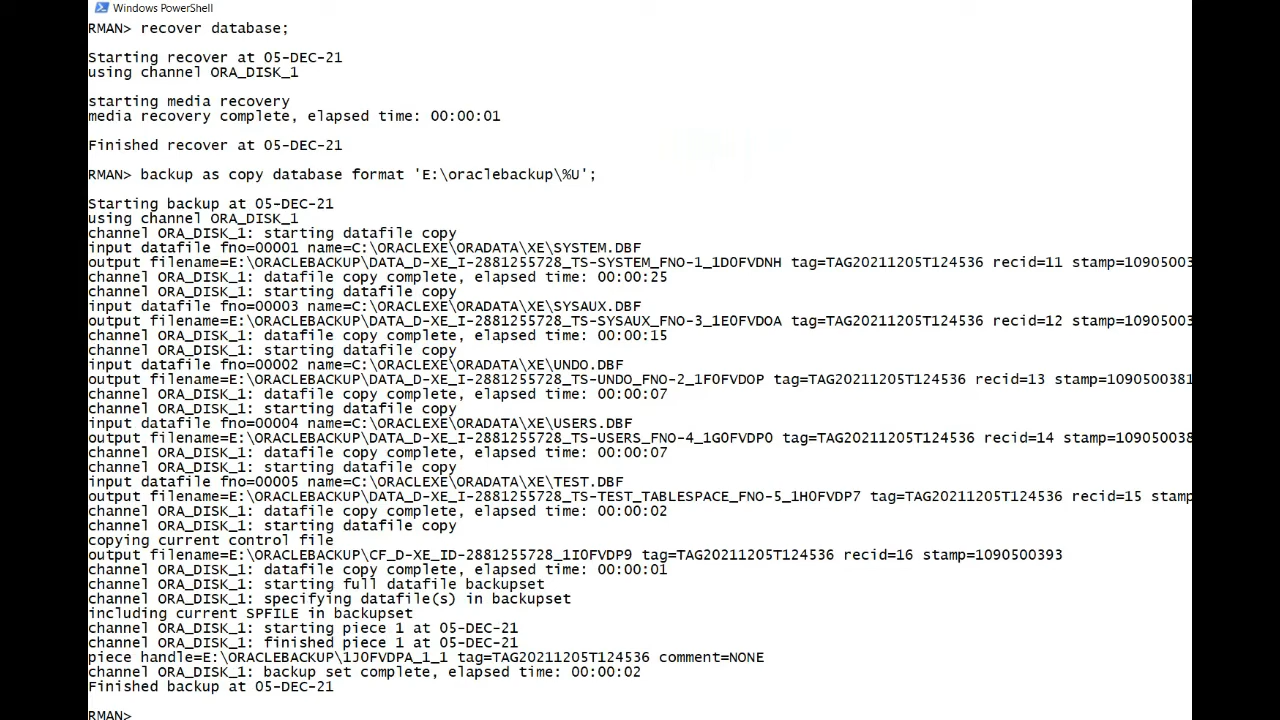 Windows PowerShell
RMAN> recover database;
Starting recover at 05-DEC-21
using channel ORA_DISK_1
starting media recovery
media recovery complete, elapsed time: 00:00:01
Finished recover at 05-DEC-21
RMAN> backup as copy database format 'E:\oraclebackup\%U';
Starting backup at 05-DEC-21
using channel ORA_DISK_1
channel ORA_DISK_1: starting datafile copy
input datafile fno=00001 name=C:\ORACLEXE\ORADATA\XE\SYSTEM.DBF
output filename=E:\ORACLEBACKUP\DATA_D-XE_I-2881255728_TS-SYSTEM_FNO-1_1D0FVDNH tag=TAG20211205T124536 recid=11 stamp=10905003
channel ORA_DISK_1: datafile copy complete, elapsed time: 00:00:25
channel ORA_DISK_1: starting datafile copy
input datafile fno=00003 name=C:\ORACLEXE\ORADATA\XE\SYSAUX.DBF
output filename=E:\ORACLEBACKUP\DATA_D-XE_I-2881255728_TS-SYSAUX_FNO-3_1E0FVDOA tag=TAG20211205T124536 recid=12 stamp=10905003
channel ORA_DISK_1: datafile copy complete, elapsed time: 00:00:15
channel ORA_DISK_1: starting datafile copy
input datafile fno=00002 name=C:\ORACLEXE\ORADATA\XE\UNDO.DBF
output filename=E:\ORACLEBACKUP\DATA_D-XE_I-2881255728_TS-UNDO_FNO-2_1F0FVDOP tag=TAG20211205T124536 recid=13 stamp=1090500381
channel ORA_DISK_1: datafile copy complete, elapsed time: 00:00:07
channel ORA_DISK_1: starting datafile copy
input datafile fno=00004 name=C:\ORACLEXE\ORADATA\XE\USERS.DBF
output filename=E:\ORACLEBACKUP\DATA_D-XE_I-2881255728_TS-USERS_FNO-4_1G0FVDP0 tag=TAG20211205T124536 recid=14 stamp=109050038
channel ORA_DISK_1: datafile copy complete, elapsed time: 00:00:07
channel ORA_DISK_1: starting datafile copy
input datafile fno=00005 name=C:\ORACLEXE\ORADATA\XE\TEST.DBF
output filename=E:\ORACLEBACKUP\DATA_D-XE_I-2881255728_TS-TEST_TABLESPACE_FNO-5_1H0FVDP7 tag=TAG20211205T124536 recid=15 stamp
channel ORA_DISK_1: datafile copy complete, elapsed time: 00:00:02
channel ORA_DISK_1: starting datafile copy
copying current control file
output filename=E:\ORACLEBACKUP\CF_D-XE_ID-2881255728_1I0FVDP9 tag=TAG20211205T124536 recid=16 stamp=1090500393
channel ORA_DISK_1: datafile copy complete, elapsed time: 00:00:01
channel ORA_DISK_1: starting full datafile backupset
channel ORA_DISK_1: specifying datafile(s) in backupset
including current SPFILE in backupset
channel ORA_DISK_1: starting piece 1 at 05-DEC-21
channel ORA_DISK_1: finished piece 1 at 05-DEC-21
piece handle=E:\ORACLEBACKUP\1J0FVDPA_1_1 tag=TAG20211205T124536 comment=NONE
channel ORA_DISK_1: backup set complete, elapsed time: 00:00:02
Finished backup at 05-DEC-21
RMAN>